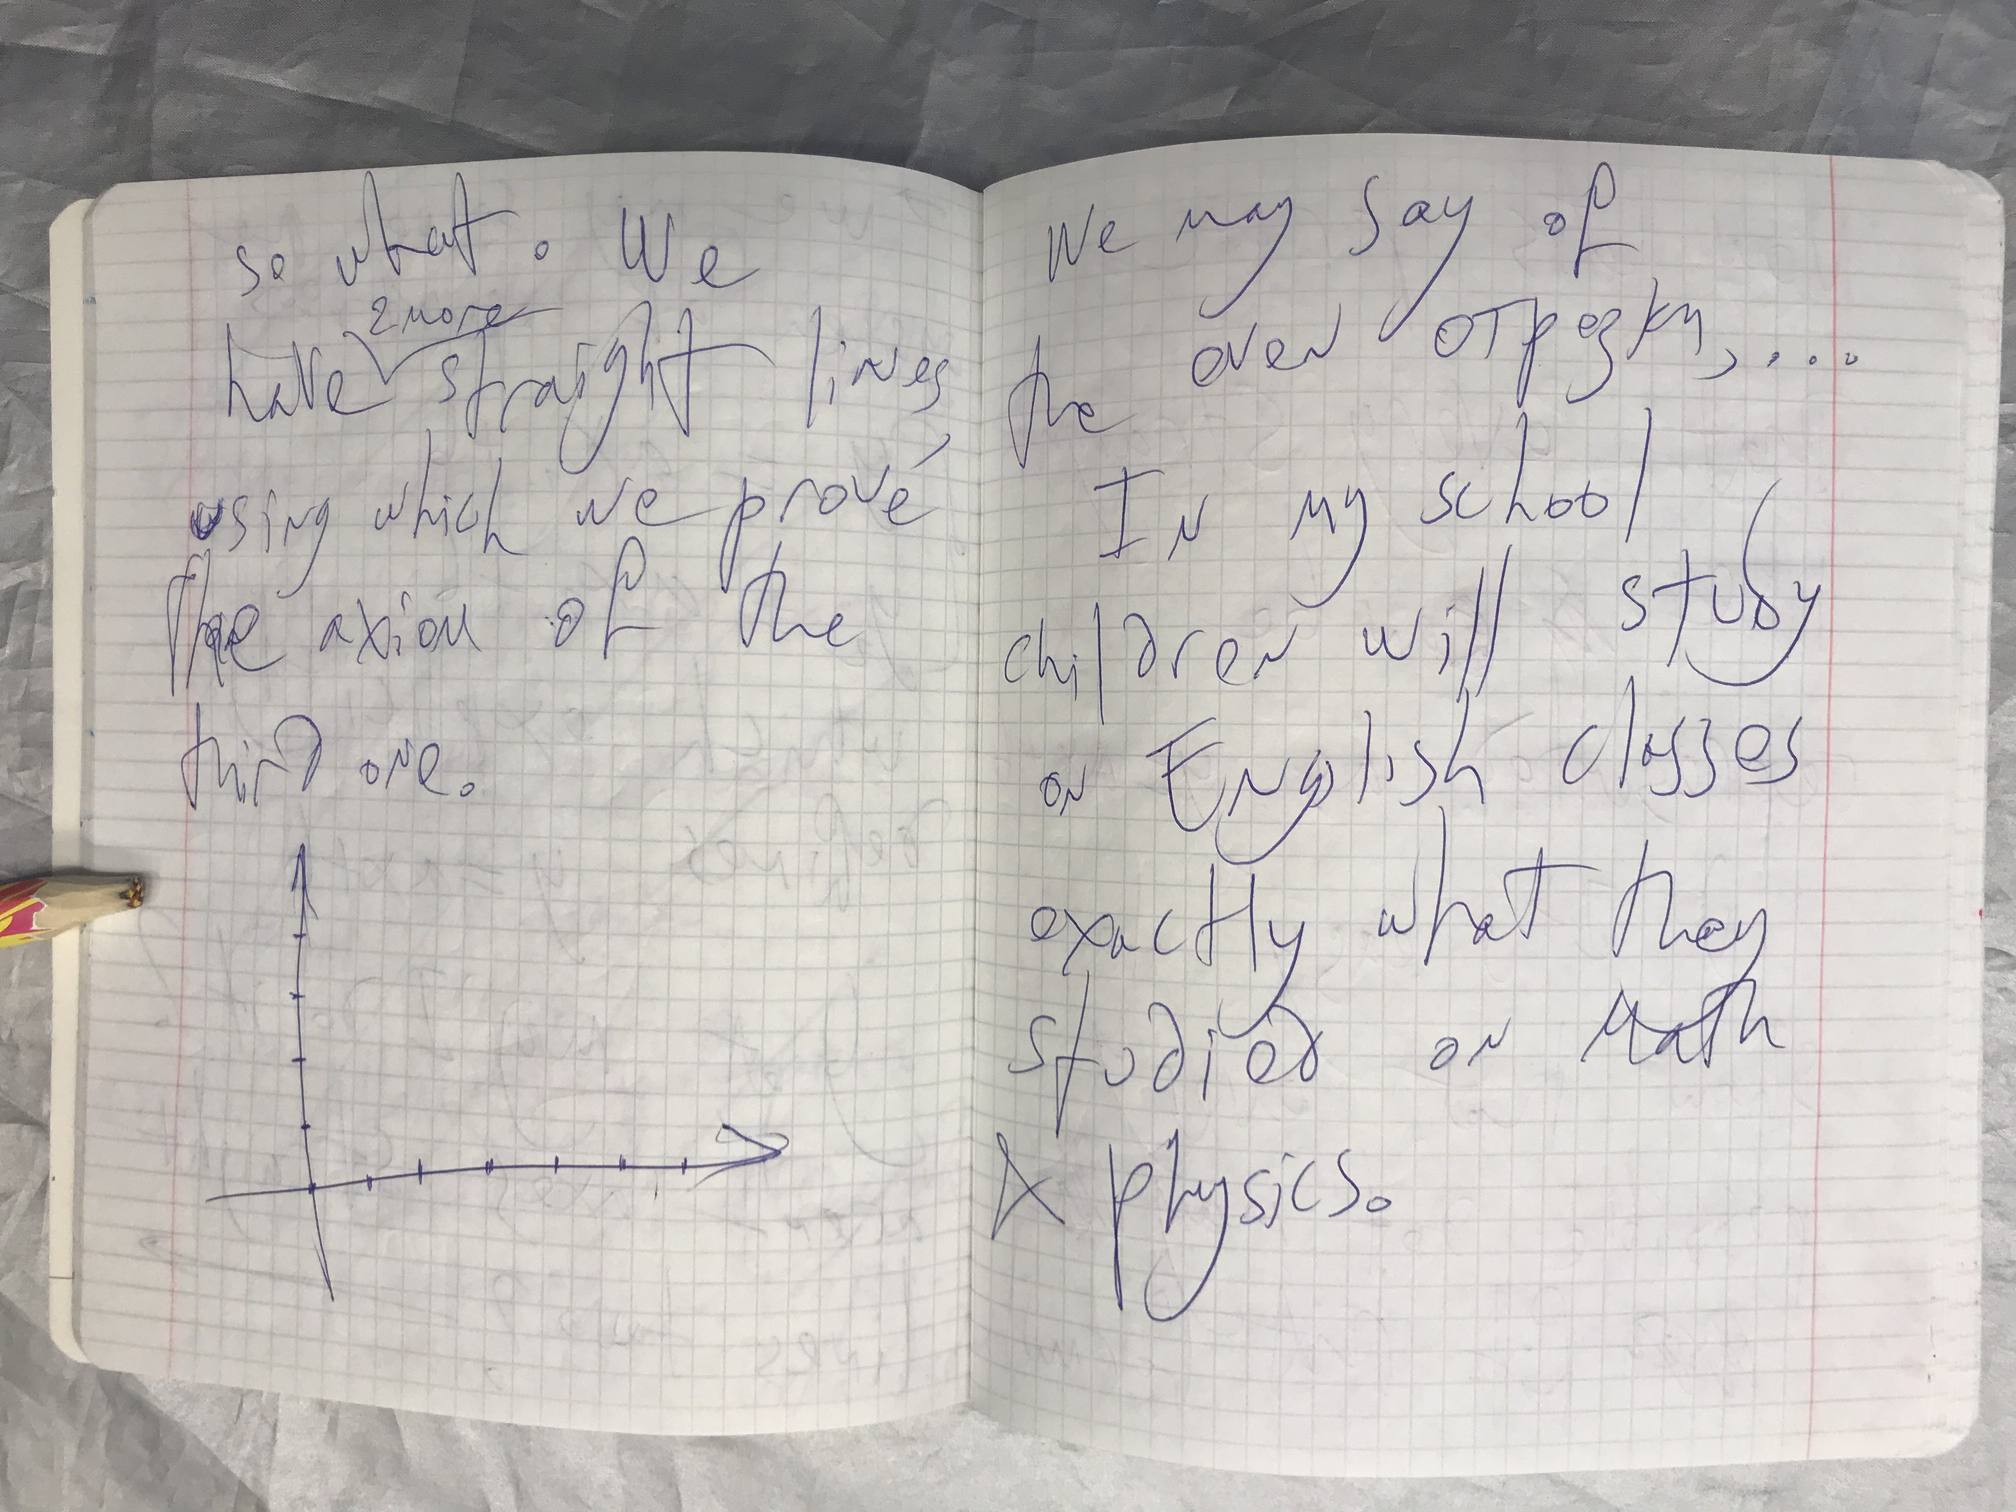 so what. We
2 more
have straight lines,
using which we prove
the axiom of the
third one.
We may say of
the oven отрезки, ....
In my school
children will study
on English classes
exactly what they
studied on Math
& physics.